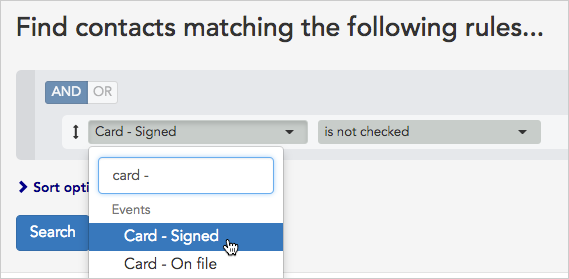 Find contacts matching the following rules...
AND OR
Card - Signed is not checked
card -
Events
Sort opti
Card - Signed
Search
Card - On file